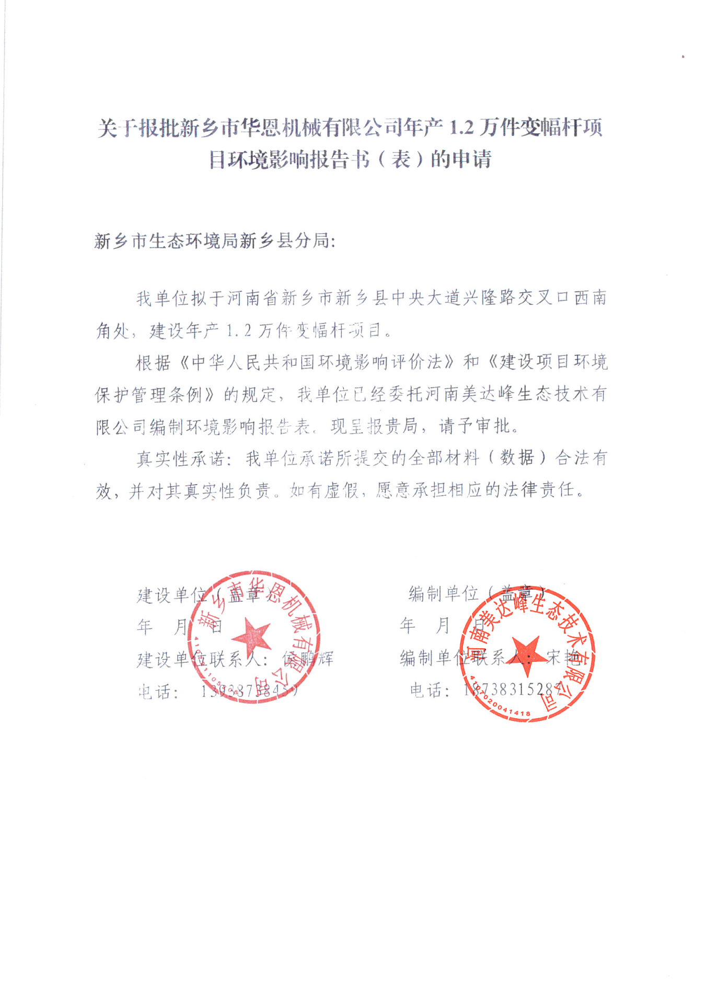 关于报批新乡市华恩机械有限公司年产 1.2 万件变幅杆项
目环境影响报告书（表）的申请
新乡市生态环境局新乡县分局：
我单位拟于河南省新乡市新乡县中央大道兴隆路交叉口西南
角处，建设年产 1.2 万件变幅杆项目。
根据《中华人民共和国环境影响评价法》和《建设项目环境
保护管理条例》的规定，我单位已经委托河南美达峰生态技术有
限公司编制环境影响报告表。现呈报贵局，请予审批。
真实性承诺：我单位承诺所提交的全部材料（数据）合法有
效，并对其真实性负责。如有虚假，愿意承担相应的法律责任。
建设单位（盖章）
年 月 日
建设单位联系人：侯鹏辉
电话：13938738459
新乡市华恩机械有限公司
编制单位（盖章）
年 月 日
编制单位联系人：宋艳
电话：18738315287
河南美达峰生态技术有限公司
4107020041418